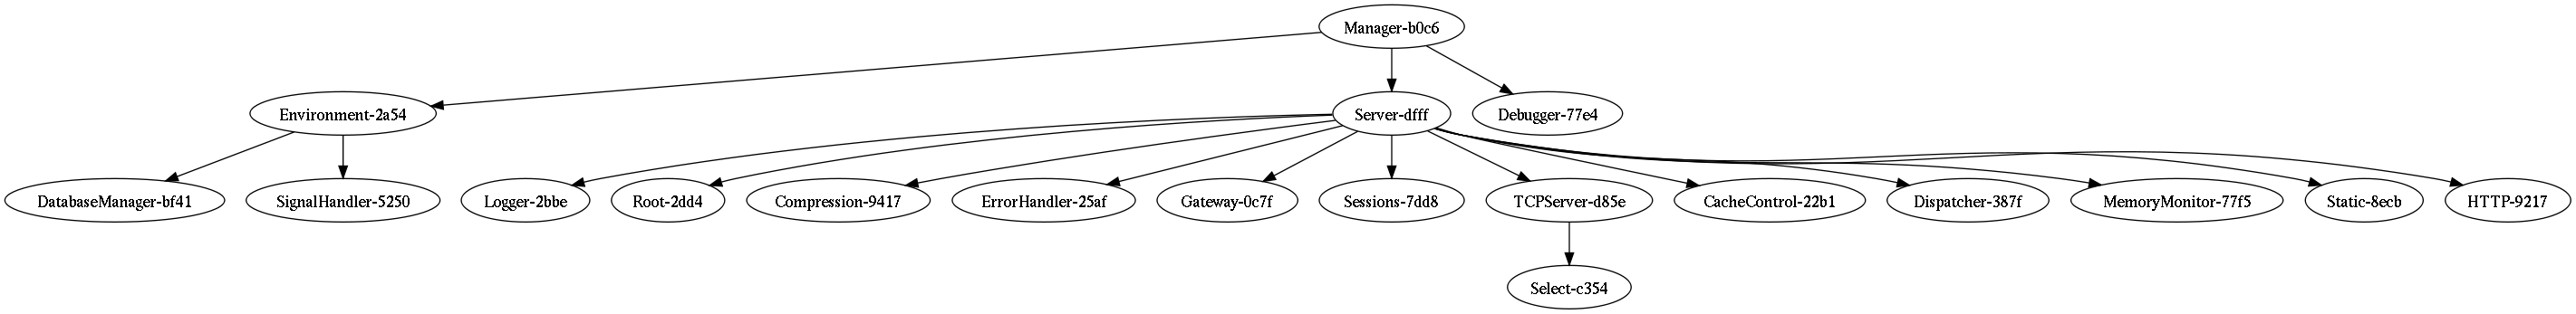 Manager-b0c6
Environment-2a54
Server-dfff
Debugger-77e4
DatabaseManager-bf41
SignalHandler-5250
Logger-2bbe
Root-2dd4
Compression-9417
ErrorHandler-25af
Gateway-0c7f
Sessions-7dd8
TCPServer-d85e
CacheControl-22b1
Dispatcher-387f
MemoryMonitor-77f5
Static-8ecb
HTTP-9217
Select-c354